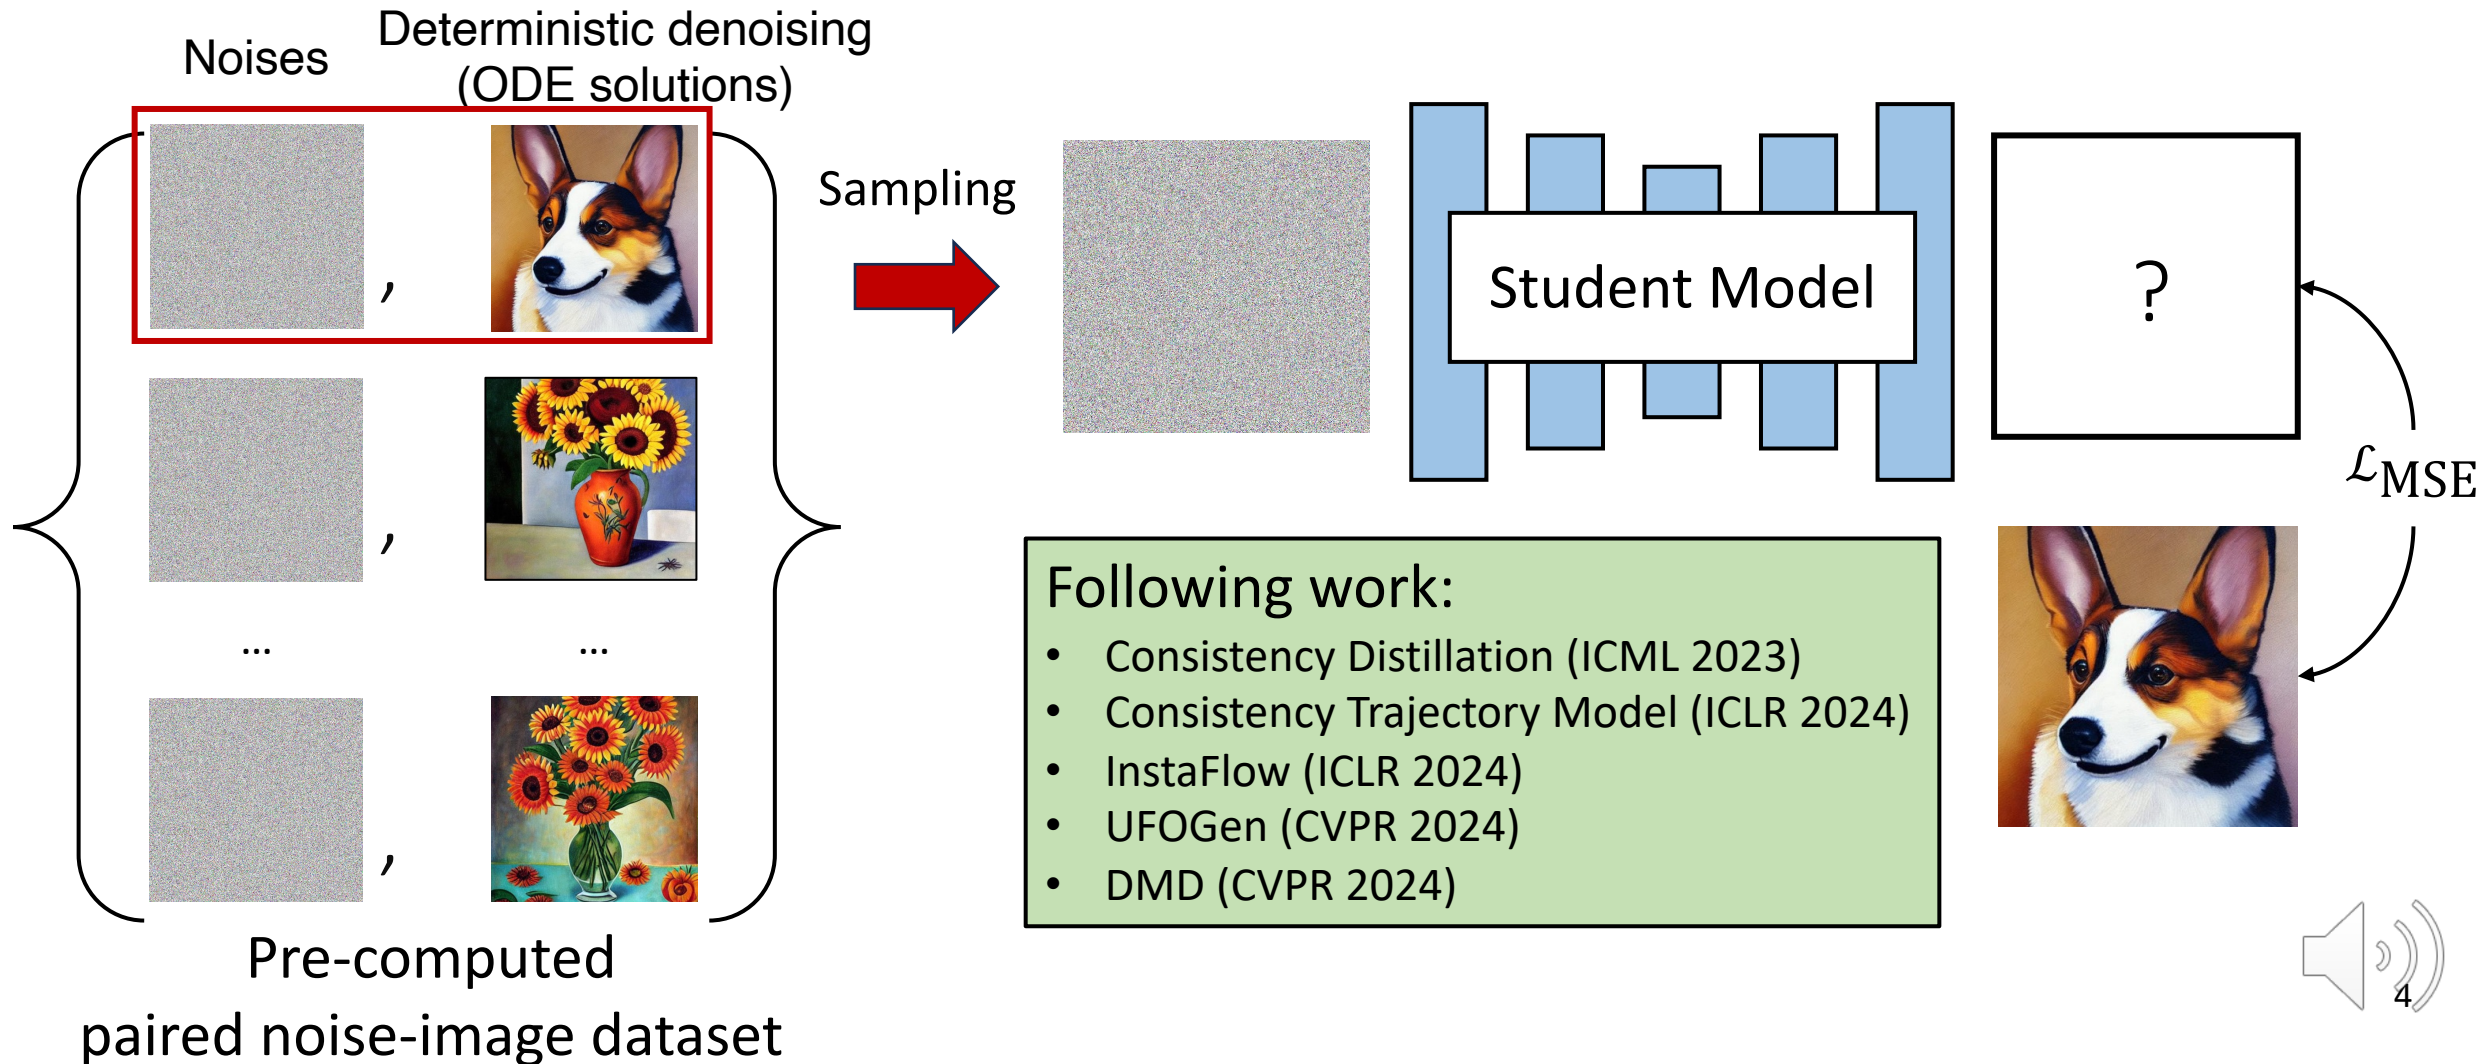 Noises
Deterministic denoising
(ODE solutions)
,
,
...
...
,
Pre-computed
paired noise-image dataset
Sampling
Student Model
?
ℒMSE
Following work:
• Consistency Distillation (ICML 2023)
• Consistency Trajectory Model (ICLR 2024)
• InstaFlow (ICLR 2024)
• UFOGen (CVPR 2024)
• DMD (CVPR 2024)
4